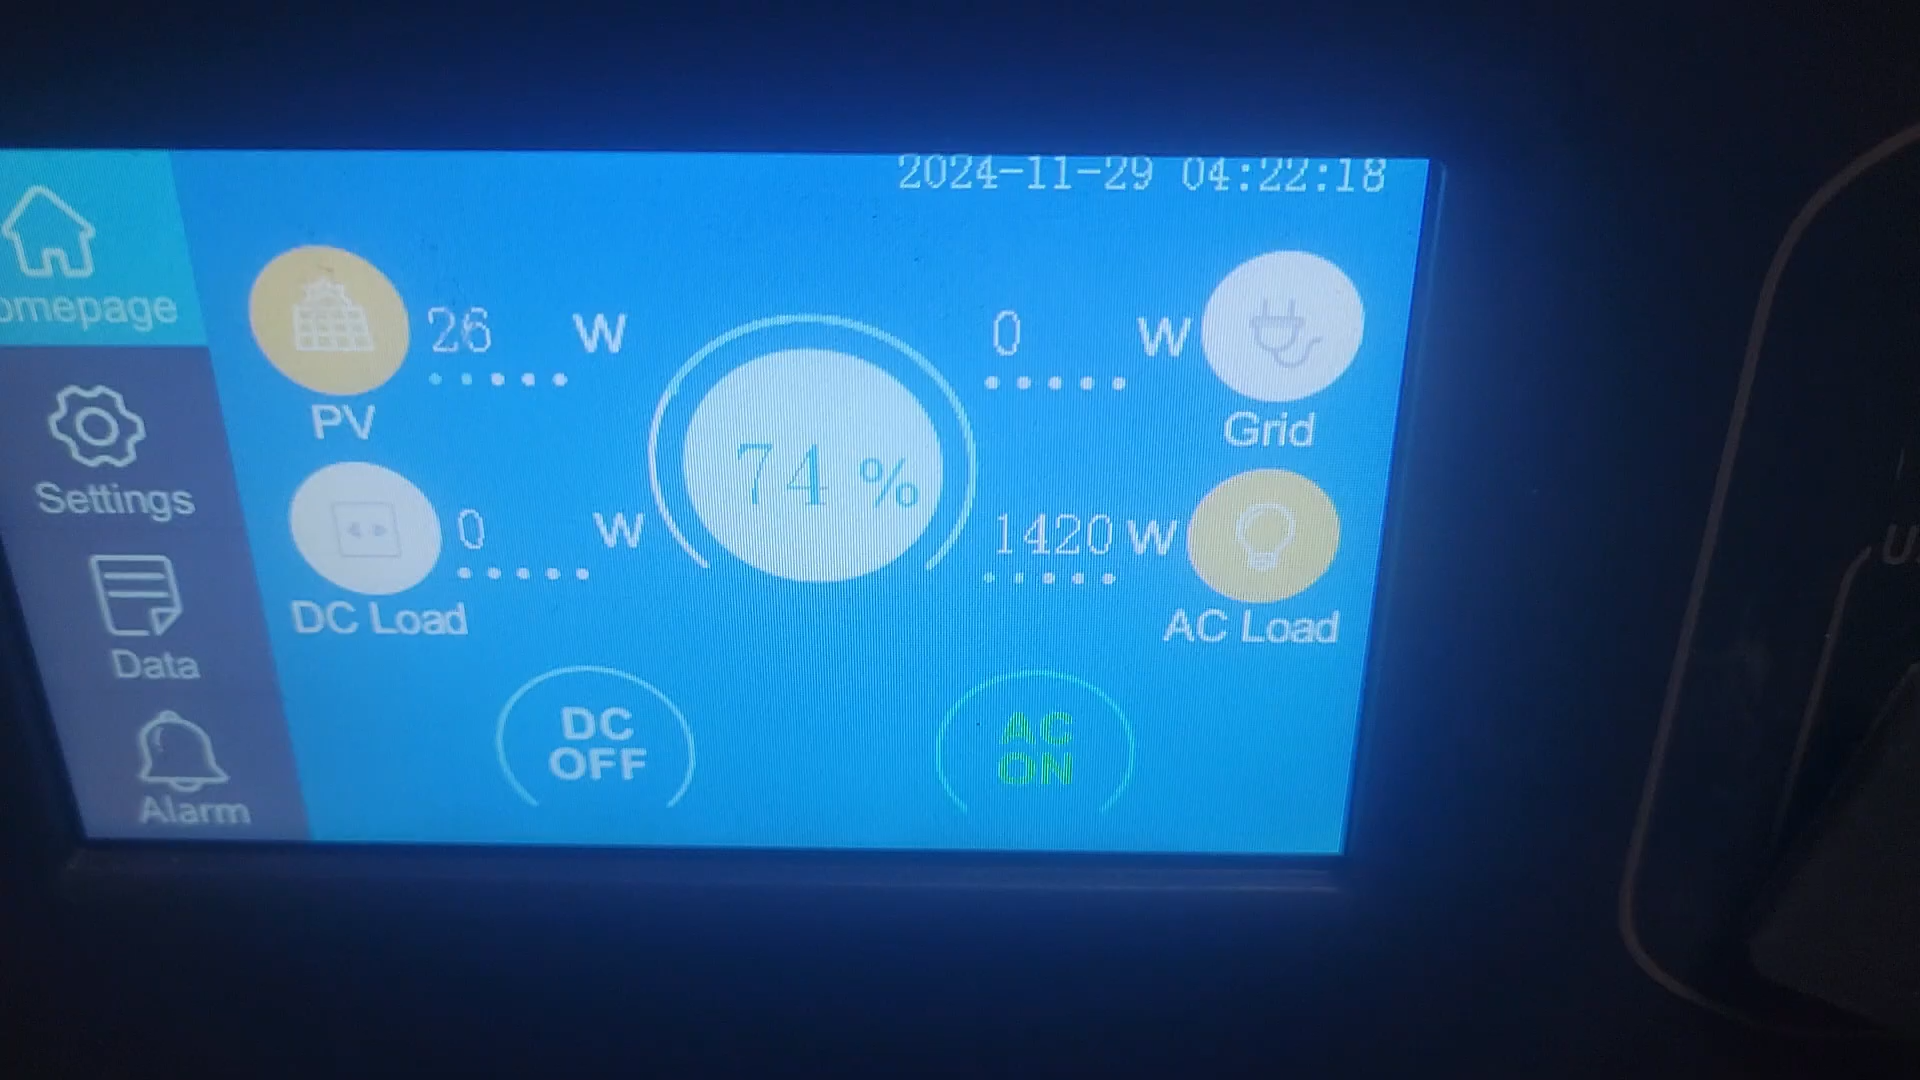 2024-11-29 04:22:18
omepage
26 W
0 W
PV
Grid
74 %
Settings
0 W
1420 W
DC Load
AC Load
Data
DC OFF
AC ON
Alarm